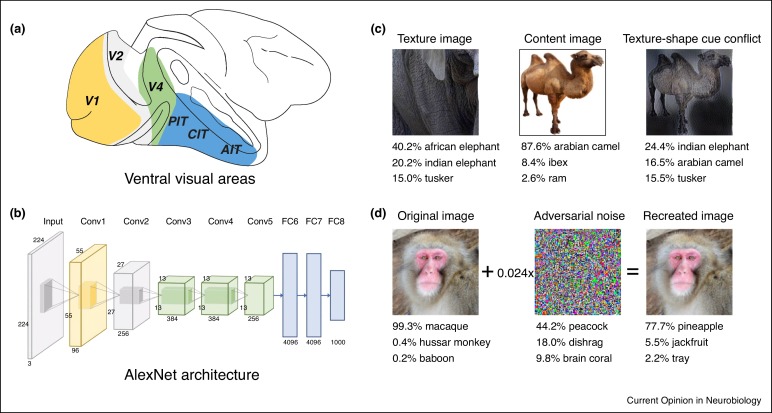 (a)
V2
V1
V4
PIT
CIT
AIT
Ventral visual areas
(b)
Input Conv1 Conv2 Conv3 Conv4 Conv5 FC6 FC7 FC8
224
224
3
55
55
96
27
27
256
13
13
384
13
13
384
13
13
256
4096
4096
1000
AlexNet architecture
(c)
Texture image
40.2% african elephant
20.2% indian elephant
15.0% tusker
Content image
87.6% arabian camel
8.4% ibex
2.6% ram
Texture-shape cue conflict
24.4% indian elephant
16.5% arabian camel
15.5% tusker
(d)
Original image
99.3% macaque
0.4% hussar monkey
0.2% baboon
+ 0.024x
Adversarial noise
44.2% peacock
18.0% dishrag
9.8% brain coral
=
Recreated image
77.7% pineapple
5.5% jackfruit
2.2% tray
Current Opinion in Neurobiology